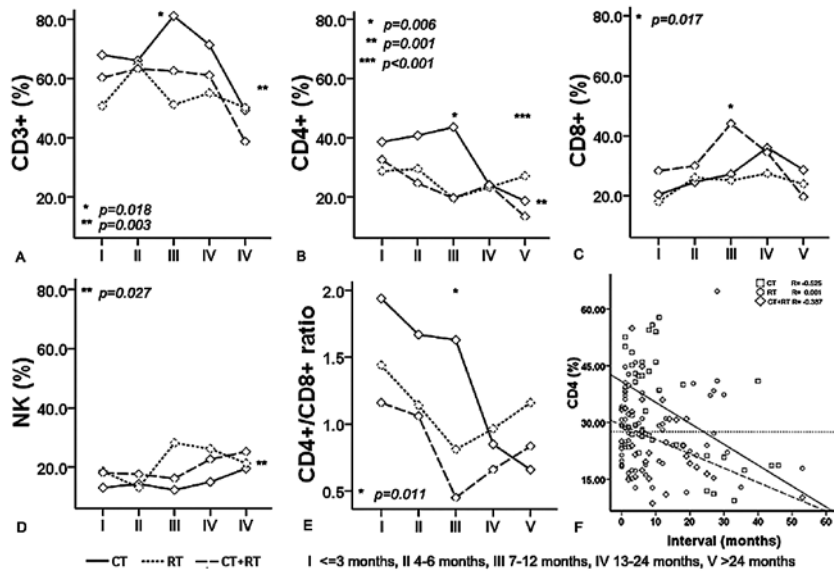 CD3+ (%)
80.0
60.0
40.0
20.0
*
**
* p=0.018
** p=0.003
A
I II III IV IV
CD4+ (%)
80.0
60.0
40.0
20.0
* p=0.006
** p=0.001
*** p<0.001
*
***
**
B
I II III IV V
CD8+ (%)
80.0
60.0
40.0
20.0
* p=0.017
*
C
I II III IV V
NK (%)
80.0
60.0
40.0
20.0
** p=0.027
**
D
I II III IV IV
CD4+/CD8+ ratio
2.0
1.5
1.0
0.5
*
* p=0.011
E
I II III IV V
CD4 (%)
60.00
45.00
30.00
15.00
CT R= -0.525
RT R= 0.001
CT+RT R= -0.387
0 10 20 30 40 50 60
Interval (months)
F
CT RT CT+RT I <=3 months, II 4-6 months, III 7-12 months, IV 13-24 months, V >24 months